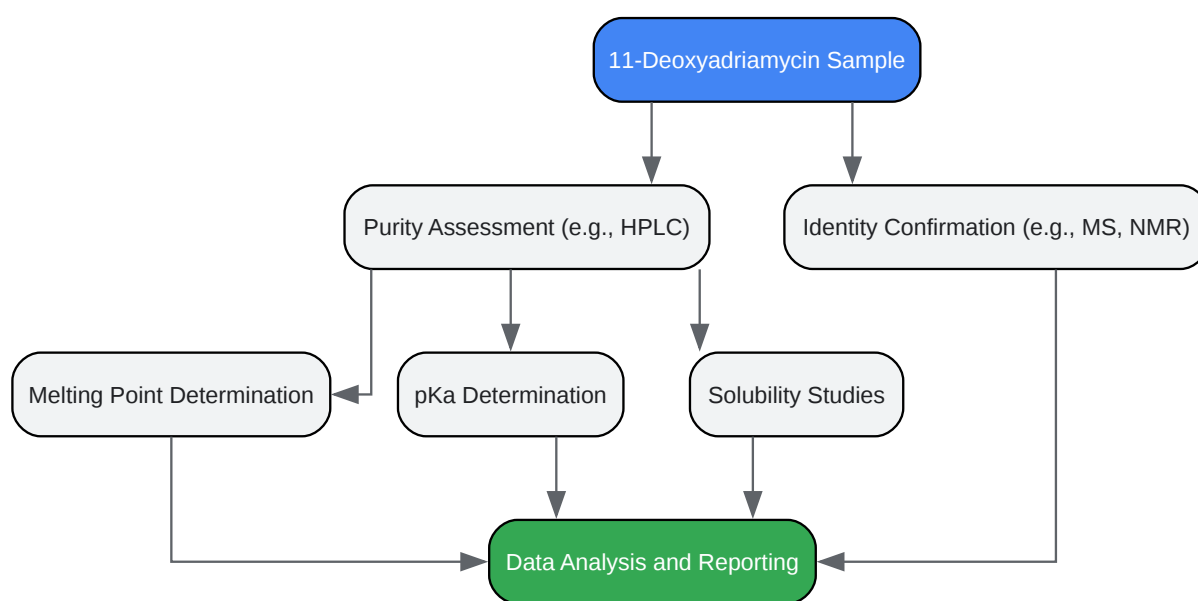 11-Deoxyadriamycin Sample
Purity Assessment (e.g., HPLC)
Identity Confirmation (e.g., MS, NMR)
Melting Point Determination
pKa Determination
Solubility Studies
Data Analysis and Reporting